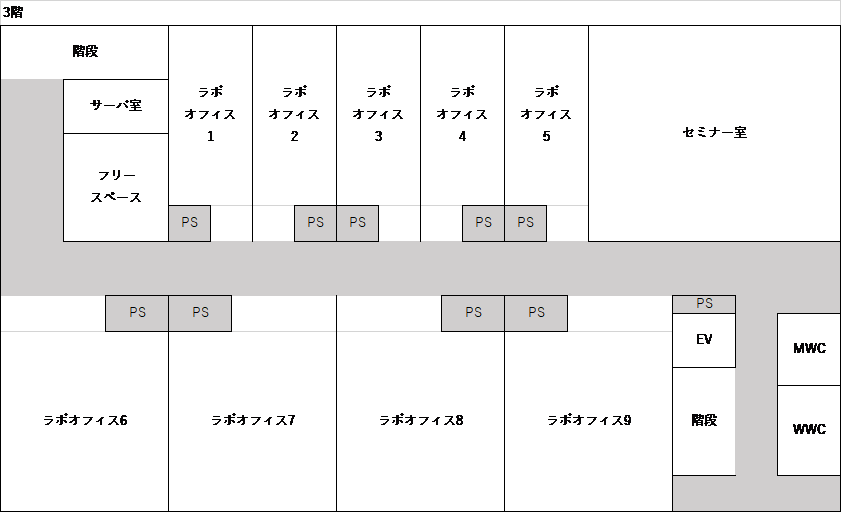 3階
階段
サーバ室
フリー
スペース
ラボ
オフィス
1
ラボ
オフィス
2
ラボ
オフィス
3
ラボ
オフィス
4
ラボ
オフィス
5
セミナー室
PS
PS
PS
PS
PS
PS
PS
PS
PS
PS
EV
MWC
ラボオフィス6
ラボオフィス7
ラボオフィス8
ラボオフィス9
階段
WWC